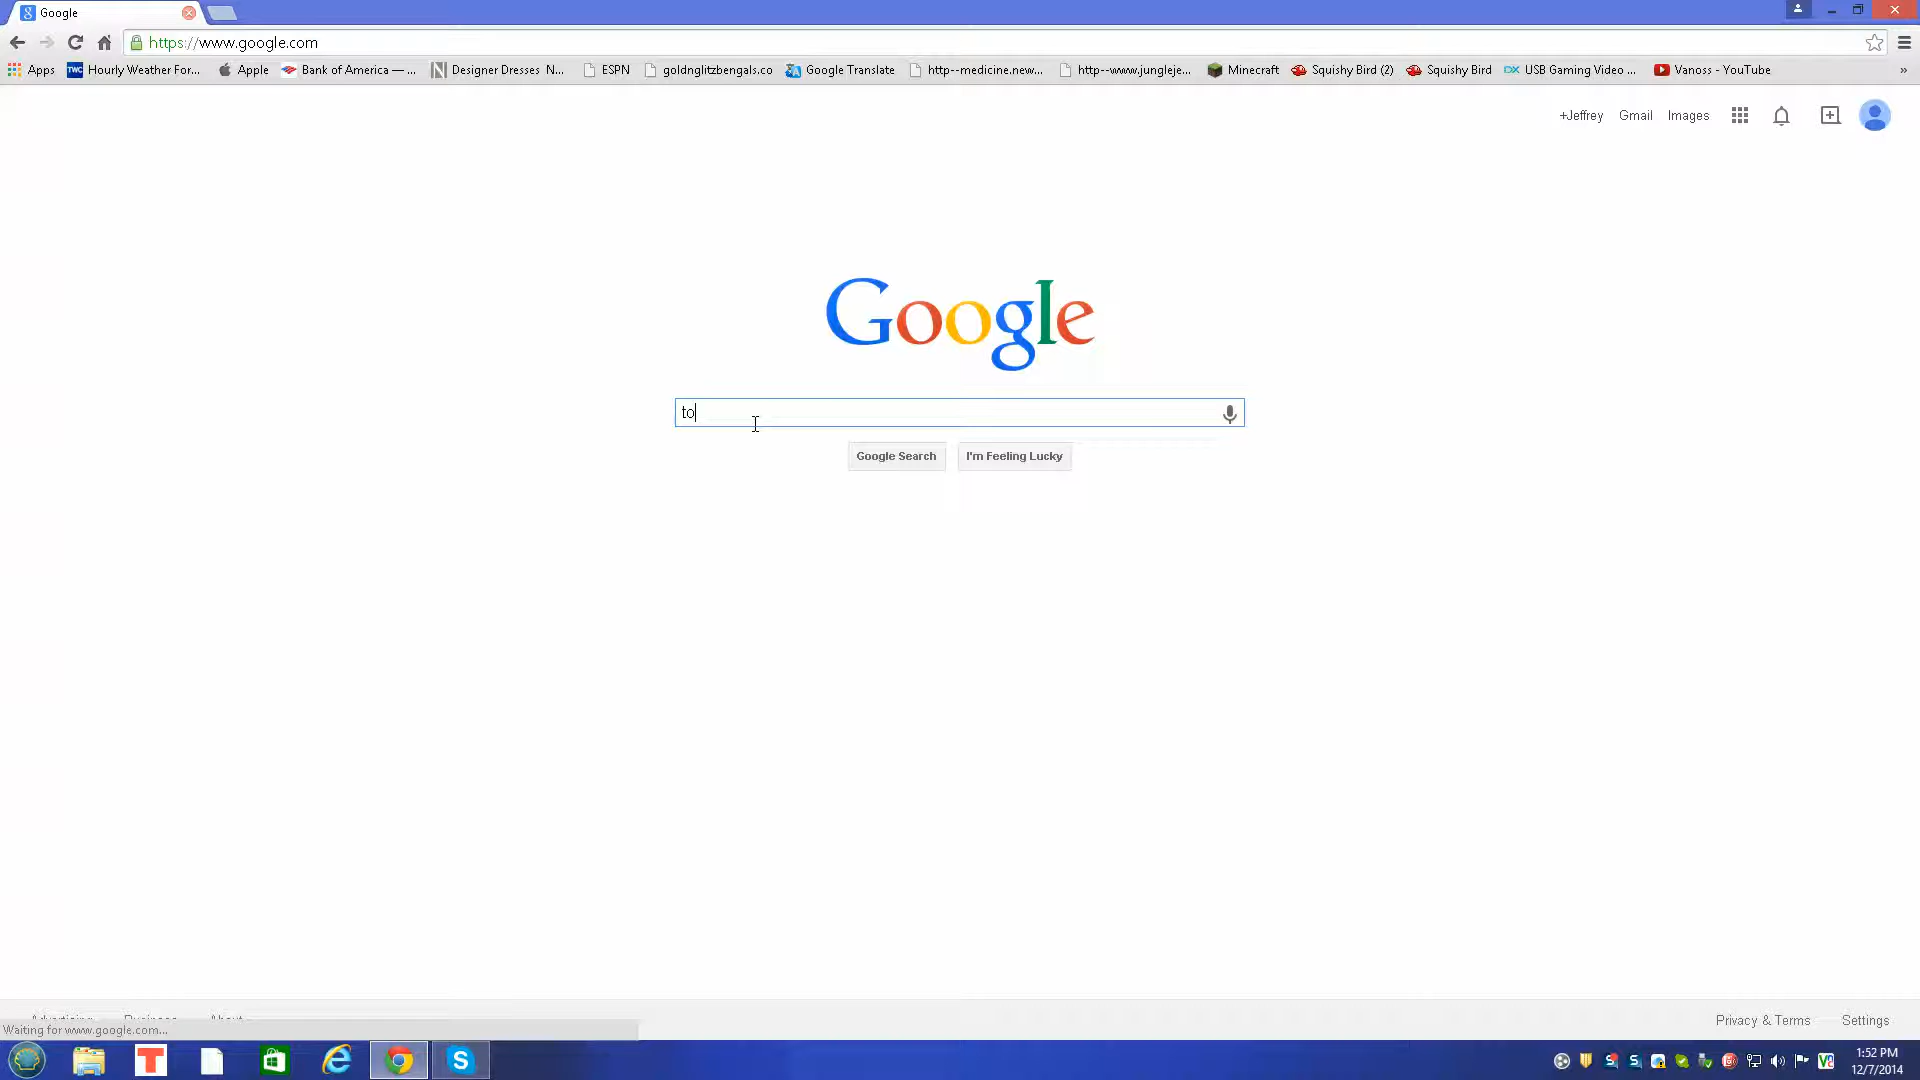 Google
https://www.google.com
Apps Hourly Weather For... Apple Bank of America — ... Designer Dresses N... ESPN goldnglitzbengals.co Google Translate http--medicine.new... http--www.jungleje... Minecraft Squishy Bird (2) Squishy Bird USB Gaming Video ... Vanoss - YouTube »
+Jeffrey Gmail Images
Google
to
Google Search I'm Feeling Lucky
Advertising Business About Privacy & Terms Settings
Waiting for www.google.com...
1:52 PM
12/7/2014